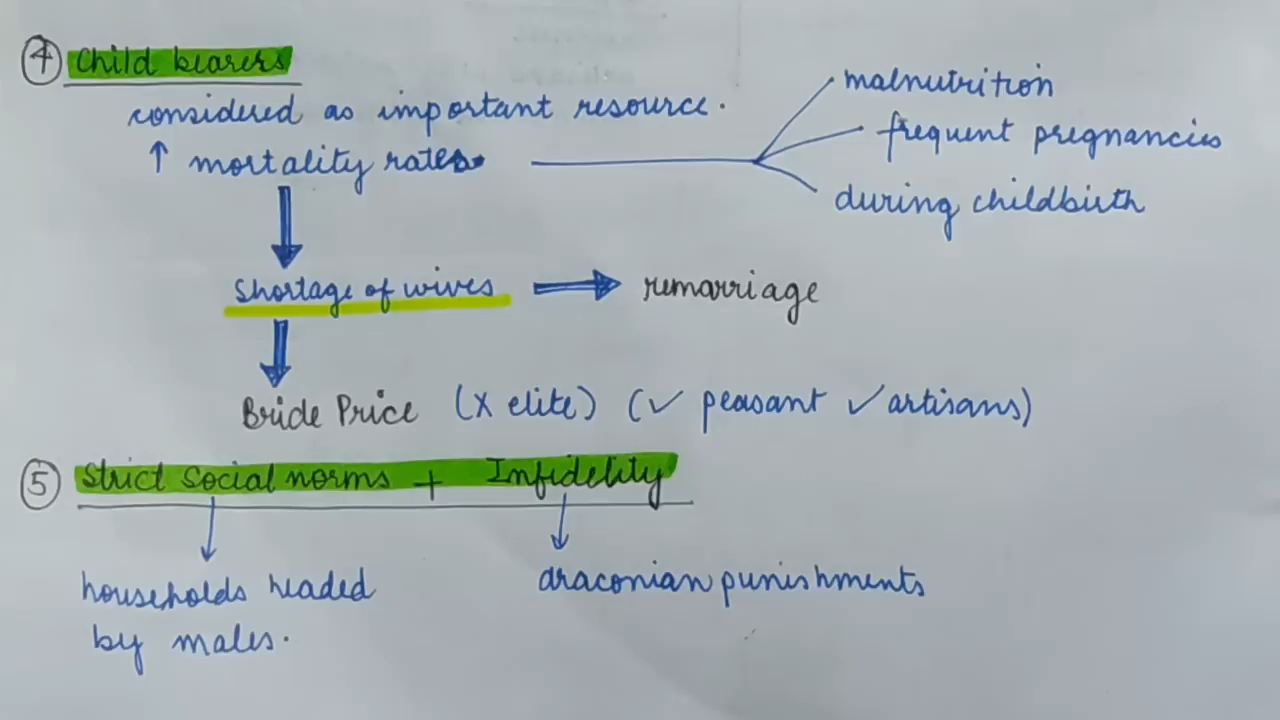 ④ Child bearers
considered as important resource.
↑ mortality rates
malnutrition
frequent pregnancies
during childbirth
Shortage of wives → remarriage
Bride Price (X elite) (✓ peasant ✓ artisans)
⑤ Strict Social norms + Infidelity
households headed
by males.
draconian punishments